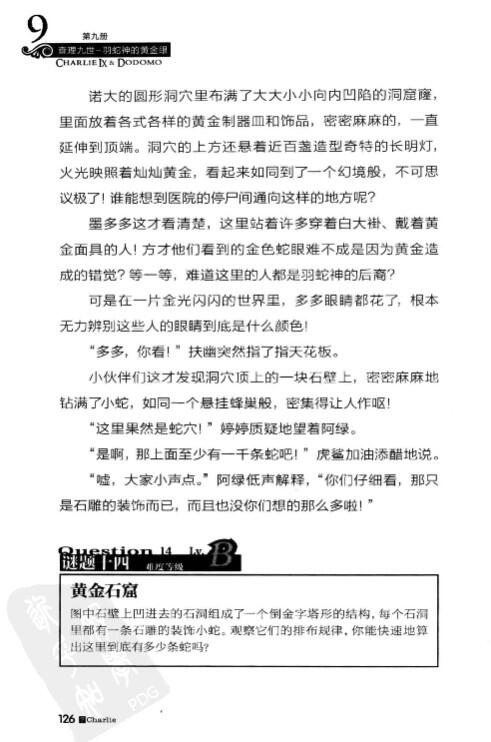 9
第九册
查理九世-羽蛇神的黄金眼
CHARLIE IX & DODOMO
诺大的圆形洞穴里布满了大大小小向内凹陷的洞窟窿，
里面放着各式各样的黄金制器皿和饰品，密密麻麻的，一直
延伸到顶端。洞穴的上方还悬着近百盏造型奇特的长明灯，
火光映照着灿灿黄金，看起来如同到了一个幻境般，不可思
议极了！谁能想到医院的停尸间通向这样的地方呢？
墨多多这才看清楚，这里站着许多穿着白大褂、戴着黄
金面具的人！方才他们看到的金色蛇眼难不成是因为黄金造
成的错觉？等一等，难道这里的人都是羽蛇神的后裔？
可是在一片金光闪闪的世界里，多多眼睛都花了，根本
无力辨别这些人的眼睛到底是什么颜色！
“多多，你看！”扶幽突然指了指天花板。
小伙伴们这才发现洞穴顶上的一块石壁上，密密麻麻地
钻满了小蛇，如同一个悬挂蜂巢般，密集得让人作呕！
“这里果然是蛇穴！”婷婷质疑地望着阿绿。
“是啊，那上面至少有一千条蛇吧！”虎鲨加油添醋地说。
“嘘，大家小声点。”阿绿低声解释，“你们仔细看，那只
是石雕的装饰而已，而且也没你们想的那么多啦！”
Question 14 Lv. B
谜题十四 难度等级
黄金石窟
图中石壁上凹进去的石洞组成了一个倒金字塔形的结构，每个石洞
里都有一条石雕的装饰小蛇。观察它们的排布规律，你能快速地算
出这里到底有多少条蛇吗？
PDG
126 Charlie